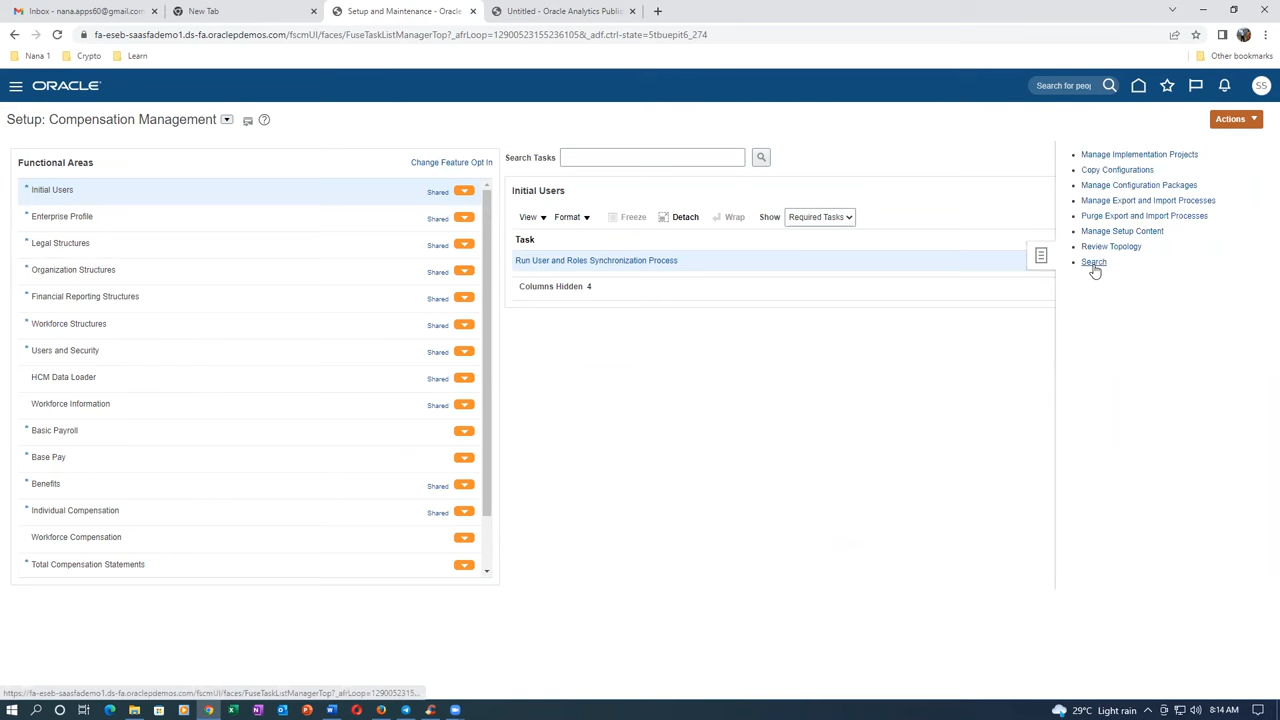 Inbox - nana.apps60@gmail.com
New Tab
Setup and Maintenance - Oracle
Untitled - Oracle Analytics Public
fa-eseb-saasfademo1.ds-fa.oraclepdemos.com/fscmUI/faces/FuseTaskListManagerTop?_afrLoop=12900523155236105&_adf.ctrl-state=5tbuepit6_274
Nana 1
Crypto
Learn
Other bookmarks
ORACLE
Search for peop
SS
Setup: Compensation Management
Actions
Functional Areas
Change Feature Opt In
Search Tasks
* Initial Users Shared
* Enterprise Profile Shared
* Legal Structures Shared
* Organization Structures Shared
* Financial Reporting Structures Shared
* Workforce Structures Shared
* Users and Security Shared
HCM Data Loader Shared
Workforce Information Shared
Basic Payroll
Base Pay
* Benefits Shared
* Individual Compensation Shared
Workforce Compensation
* Total Compensation Statements
Initial Users
View Format Freeze Detach Wrap Show Required Tasks
Task
Run User and Roles Synchronization Process
Columns Hidden 4
• Manage Implementation Projects
• Copy Configurations
• Manage Configuration Packages
• Manage Export and Import Processes
• Purge Export and Import Processes
• Manage Setup Content
• Review Topology
• Search
https://fa-eseb-saasfademo1.ds-fa.oraclepdemos.com/fscmUI/faces/FuseTaskListManagerTop?_afrLoop=1290052315...
29°C Light rain
8:14 AM